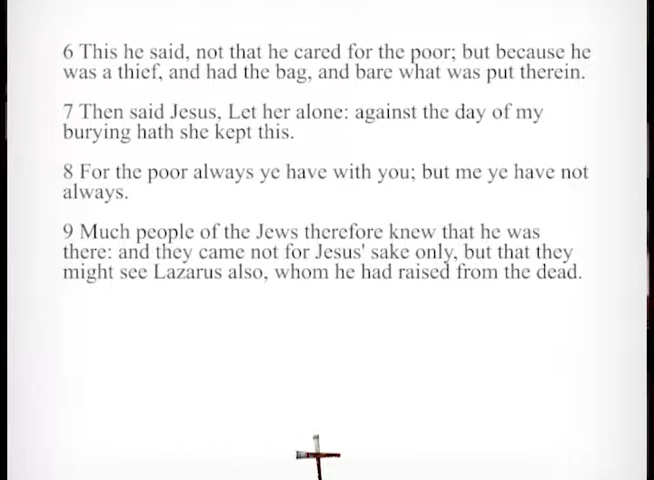 6 This he said, not that he cared for the poor; but because he
was a thief, and had the bag, and bare what was put therein.
7 Then said Jesus, Let her alone: against the day of my
burying hath she kept this.
8 For the poor always ye have with you; but me ye have not
always.
9 Much people of the Jews therefore knew that he was
there: and they came not for Jesus' sake only, but that they
might see Lazarus also, whom he had raised from the dead.